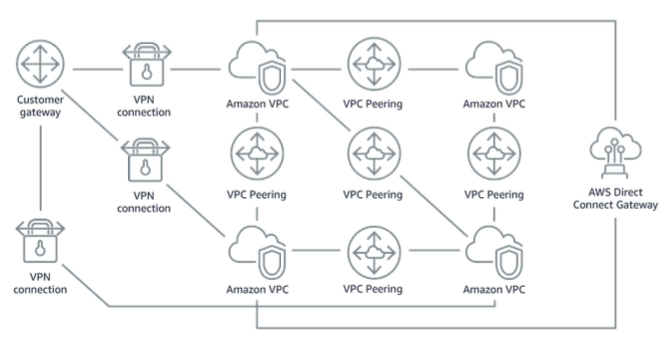 Customer
gateway
VPN
connection
Amazon VPC
VPC Peering
Amazon VPC
VPN
connection
VPC Peering
VPC Peering
VPC Peering
AWS Direct
Connect Gateway
VPN
connection
Amazon VPC
VPC Peering
Amazon VPC